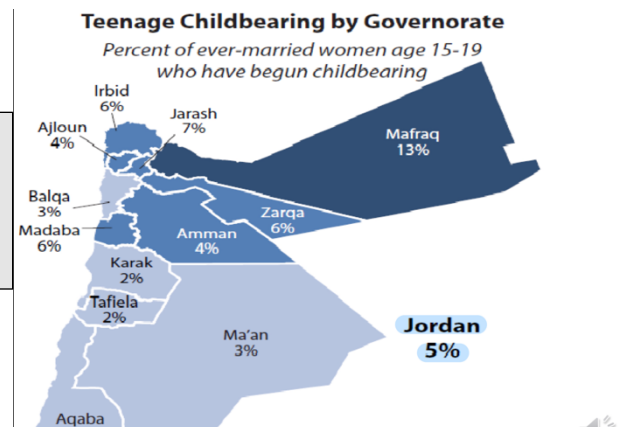 Teenage Childbearing by Governorate
Percent of ever-married women age 15-19
who have begun childbearing
Irbid
6%
Jarash
7%
Ajloun
4%
Mafraq
13%
Balqa
3%
Zarqa
6%
Madaba
6%
Amman
4%
Karak
2%
Tafiela
2%
Ma'an
3%
Jordan
5%
Aqaba